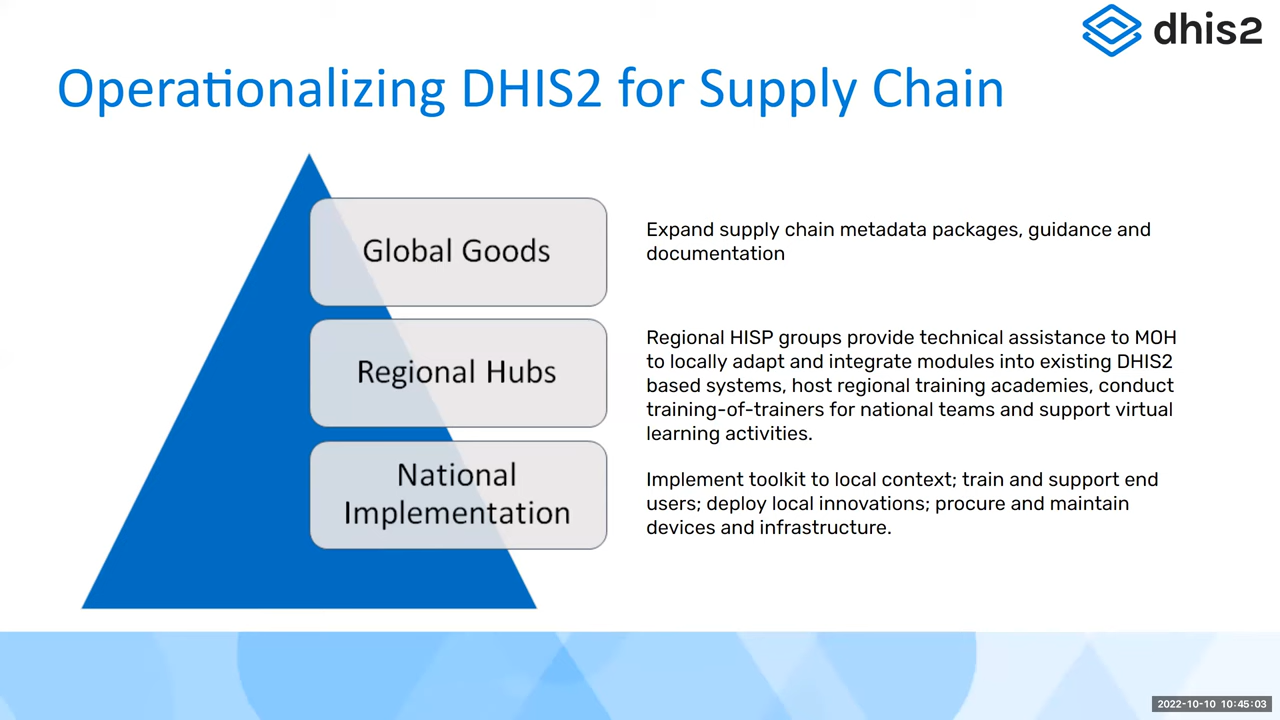 dhis2
Operationalizing DHIS2 for Supply Chain
Global Goods
Expand supply chain metadata packages, guidance and
documentation
Regional Hubs
Regional HISP groups provide technical assistance to MOH
to locally adapt and integrate modules into existing DHIS2
based systems, host regional training academies, conduct
training-of-trainers for national teams and support virtual
learning activities.
National
Implementation
Implement toolkit to local context; train and support end
users; deploy local innovations; procure and maintain
devices and infrastructure.
2022-10-10 10:45:03